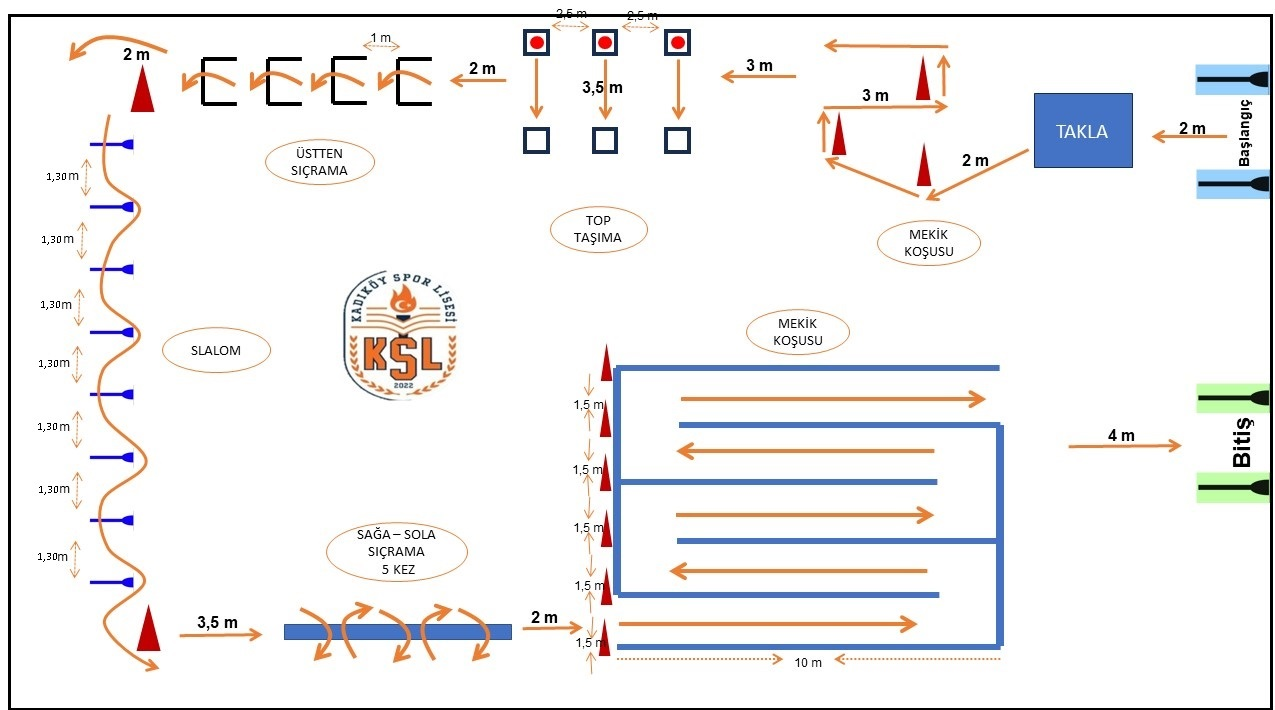 2,5 m
2,5 m
1 m
2 m
2 m
3,5 m
3 m
3 m
2 m
TAKLA
2 m
Başlangıç
1,30m
ÜSTTEN
SIÇRAMA
TOP
TAŞIMA
MEKİK
KOŞUSU
1,30m
1,30m
KADIKÖY SPOR LİSESİ
KSL
2022
SLALOM
MEKİK
KOŞUSU
1,30m
1,30m
1,30m
1,30m
1,5 m
1,5 m
1,5 m
1,5 m
1,5 m
4 m
Bitiş
SAĞA – SOLA
SIÇRAMA
5 KEZ
3,5 m
2 m
10 m